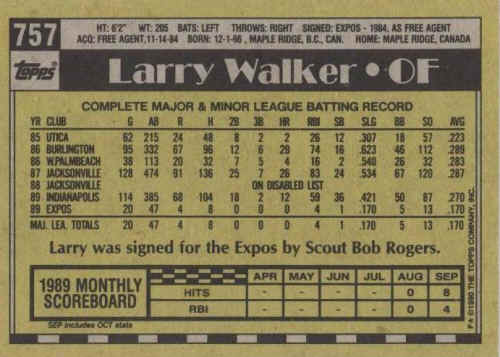 757
HT: 6'2" WT: 205 BATS: LEFT THROWS: RIGHT SIGNED: EXPOS - 1984, AS FREE AGENT
ACQ: FREE AGENT, 11-14-84 BORN: 12-1-66, MAPLE RIDGE, B.C., CAN. HOME: MAPLE RIDGE, CANADA
Topps
Larry Walker • OF
COMPLETE MAJOR & MINOR LEAGUE BATTING RECORD
YR CLUB G AB R H 2B 3B HR RBI SB SLG BB SO AVG
85 UTICA 62 215 24 48 8 2 2 26 12 .307 18 57 .223
86 BURLINGTON 95 332 67 96 12 6 28 74 16 .623 46 112 .289
86 W.PALMBEACH 38 113 20 32 7 5 4 16 2 .540 26 32 .283
87 JACKSONVILLE 128 474 91 136 25 7 26 83 24 .534 67 120 .287
88 JACKSONVILLE ON DISABLED LIST
89 INDIANAPOLIS 114 385 68 104 18 2 12 59 36 .421 50 87 .270
89 EXPOS 20 47 4 8 0 0 0 4 1 .170 5 13 .170
MAJ. LEA. TOTALS 20 47 4 8 0 0 0 4 1 .170 5 13 .170
Larry was signed for the Expos by Scout Bob Rogers.
1989 MONTHLY SCOREBOARD
APR MAY JUN JUL AUG SEP
HITS - - - - 0 8
RBI - - - - 0 4
SEP includes OCT stats
★ © 1990 THE TOPPS COMPANY, INC.